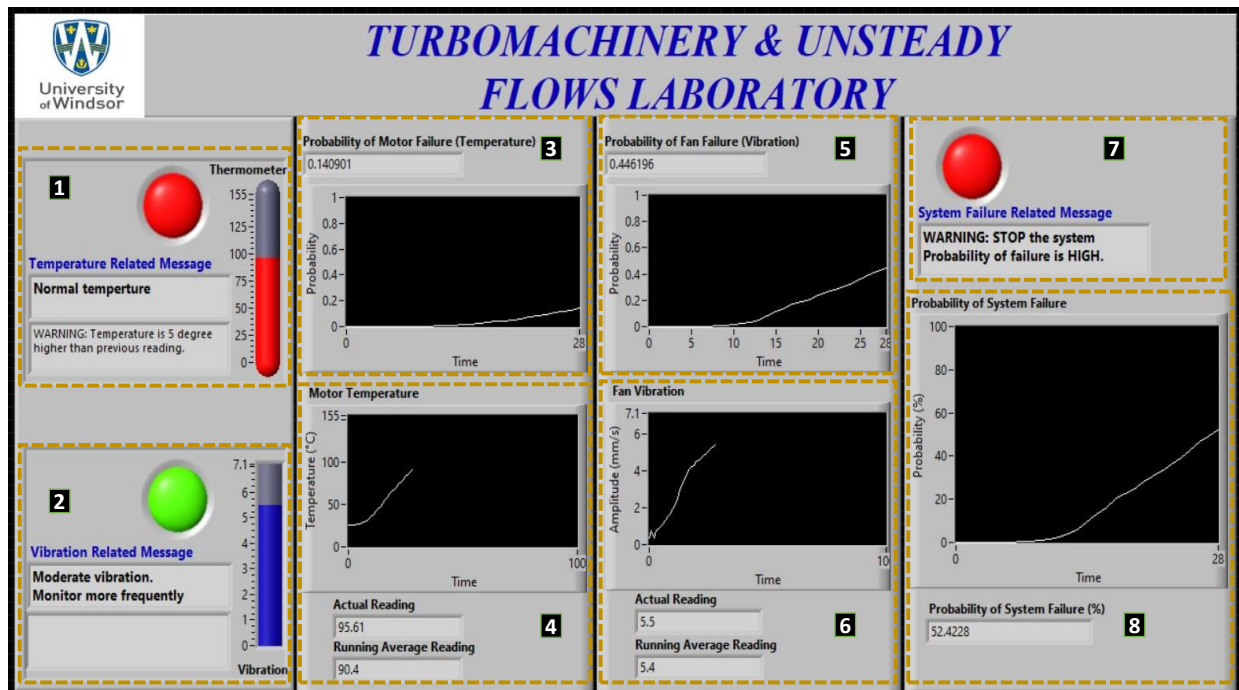 University
of Windsor
TURBOMACHINERY & UNSTEADY
FLOWS LABORATORY
1
Thermometer
155
125
100
75
50
25
0
Temperature Related Message
Normal temperture
WARNING: Temperature is 5 degree
higher than previous reading.
2
7.1
6
5
4
3
2
1
0
Vibration Related Message
Moderate vibration.
Monitor more frequently
Vibration
Probability of Motor Failure (Temperature)
3
0.140901
1
0.8
0.6
0.4
0.2
0
Probability
0
28
Time
Motor Temperature
155
100
50
0
Temperature (°C)
0
100
Time
Actual Reading
95.61
4
Running Average Reading
90.4
Probability of Fan Failure (Vibration)
5
0.446196
1
0.8
0.6
0.4
0.2
0
Probability
0 5 10 15 20 25 28
Time
Fan Vibration
7.1
6
4
2
0
Amplitude (mm/s)
0
10
Time
Actual Reading
5.5
6
Running Average Reading
5.4
7
System Failure Related Message
WARNING: STOP the system
Probability of failure is HIGH.
Probability of System Failure
100
80
60
40
20
0
Probability (%)
0
28
Time
Probability of System Failure (%)
52.4228
8